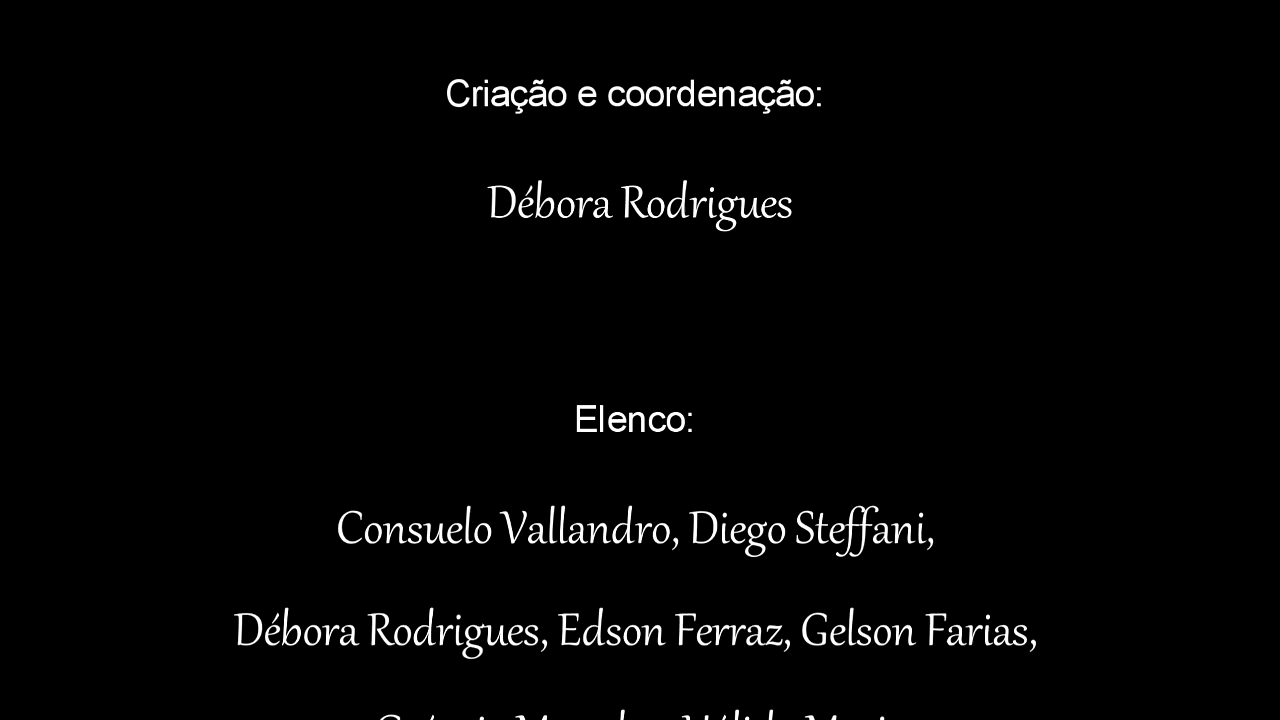 Criação e coordenação:
Débora Rodrigues
Elenco:
Consuelo Vallandro, Diego Steffani,
Débora Rodrigues, Edson Ferraz, Gelson Farias,